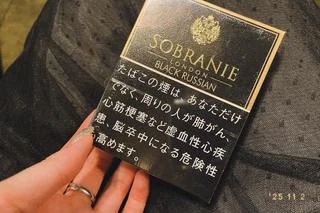 SOBRANIE
LONDON
BLACK RUSSIAN
たばこの煙は、あなただけ
でなく、周りの人が肺がん、
心筋梗塞など虚血性心疾
患、脳卒中になる危険性
を高めます。
'25 11 2